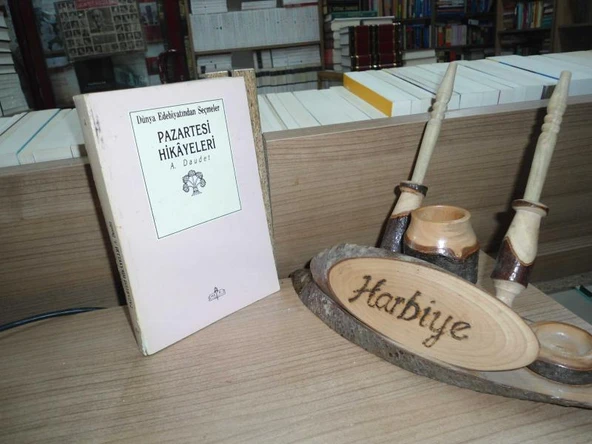 Dünya Edebiyatından Seçmeler
PAZARTESİ
HİKÂYELERİ
A. Daudet
Harbiye